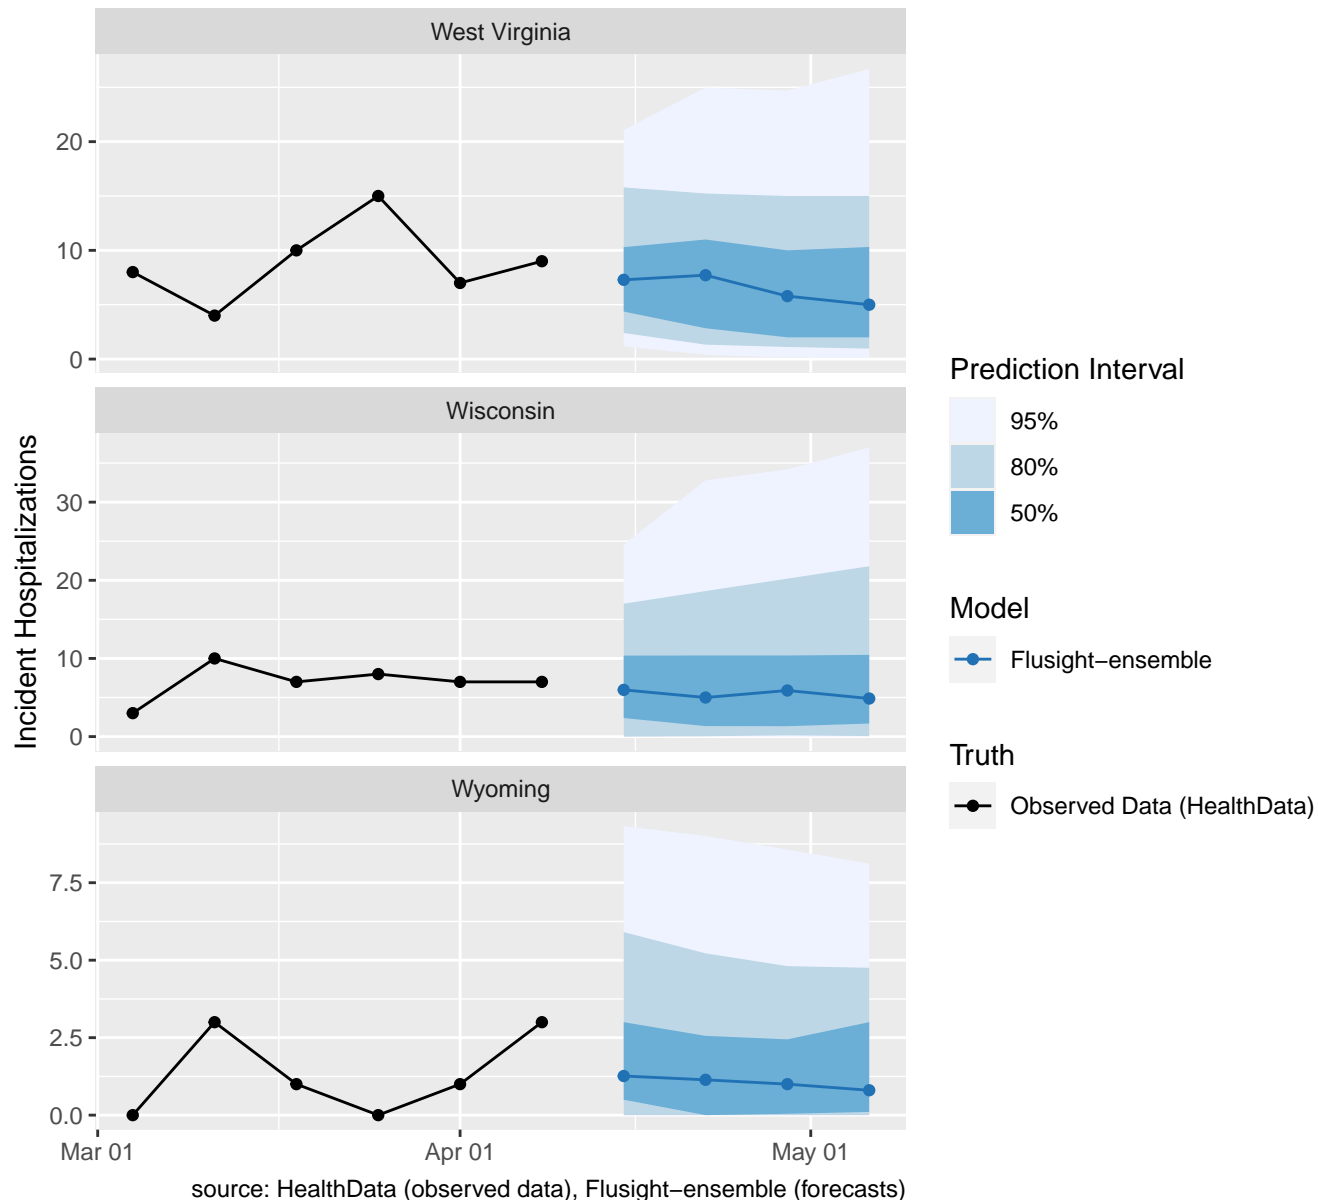 West Virginia
20
10
0
Wisconsin
30
20
10
0
Wyoming
7.5
5.0
2.5
0.0
Mar 01
Apr 01
May 01
Incident Hospitalizations
source: HealthData (observed data), Flusight−ensemble (forecasts)
Prediction Interval
95%
80%
50%
Model
Flusight−ensemble
Truth
Observed Data (HealthData)